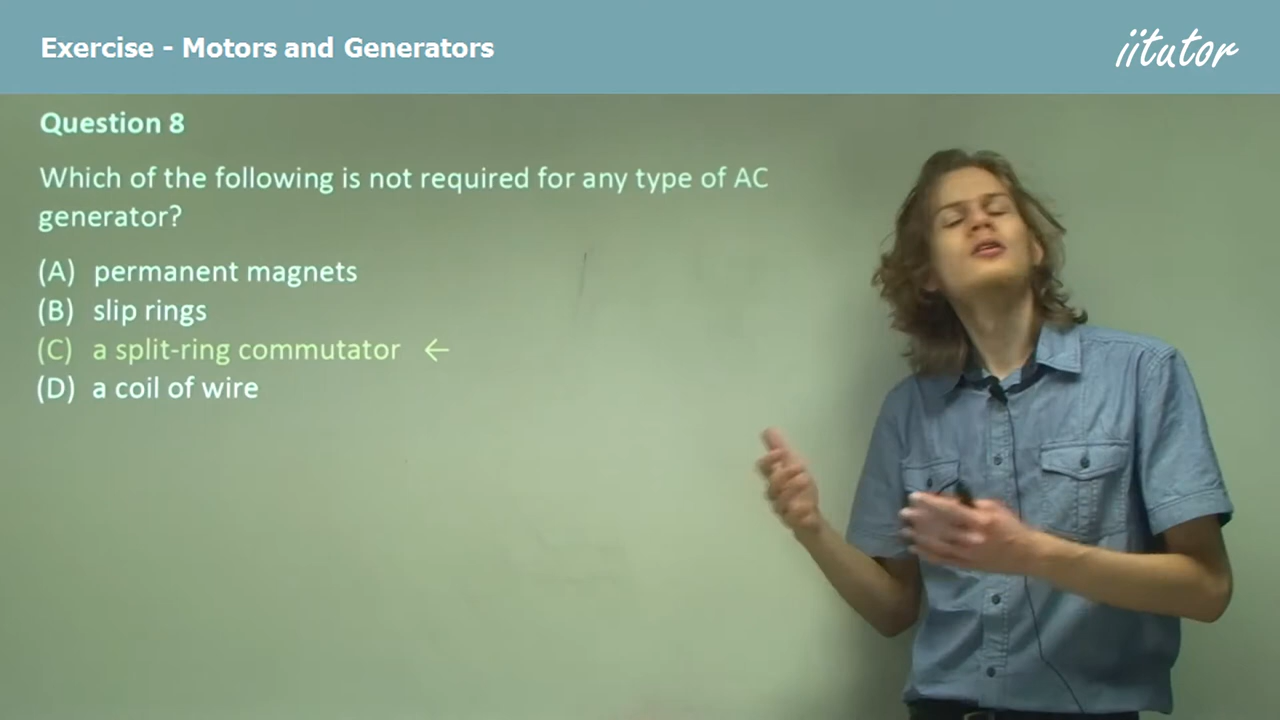 Exercise - Motors and Generators
iitutor
Question 8
Which of the following is not required for any type of AC
generator?
(A) permanent magnets
(B) slip rings
(C) a split-ring commutator ←
(D) a coil of wire